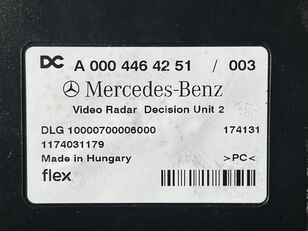 DC A 000 446 42 51 / 003
Mercedes-Benz
Video Radar Decision Unit 2
DLG 10000700006000 174131
1174031179
Made in Hungary >PC<
flex